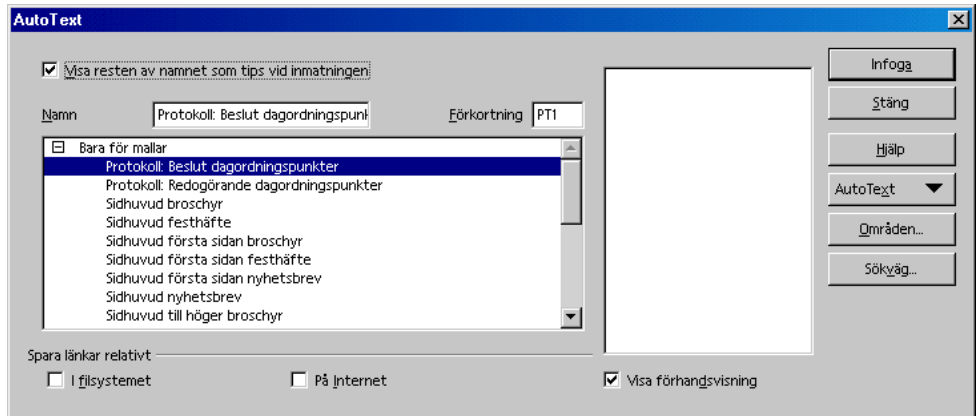 AutoText
Visa resten av namnet som tips vid inmatningen
Namn
Protokoll: Beslut dagordningspunk
Förkortning
PT1
Bara för mallar
Protokoll: Beslut dagordningspunkter
Protokoll: Redogörande dagordningspunkter
Sidhuvud broschyr
Sidhuvud festhäfte
Sidhuvud första sidan broschyr
Sidhuvud första sidan festhäfte
Sidhuvud första sidan nyhetsbrev
Sidhuvud nyhetsbrev
Sidhuvud till höger broschyr
Spara länkar relativt
I filsystemet
På Internet
Visa förhandsvisning
Infoga
Stäng
Hjälp
AutoText
Områden...
Sökväg...